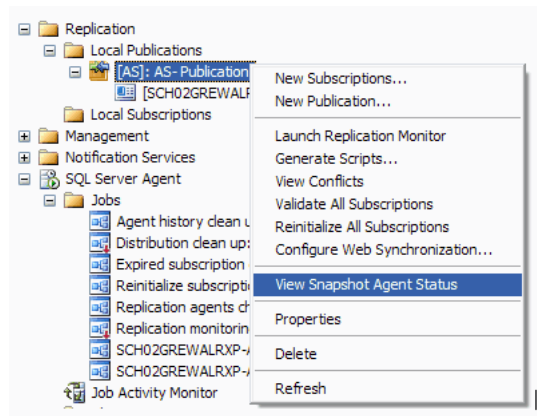 Replication
Local Publications
[AS]: AS- Publication
[SCH02GREWALR
Local Subscriptions
Management
Notification Services
SQL Server Agent
Jobs
Agent history clean u
Distribution clean up:
Expired subscription
Reinitialize subscripti
Replication agents ch
Replication monitorin
SCH02GREWALRXP-A
SCH02GREWALRXP-A
Job Activity Monitor
New Subscriptions...
New Publication...
Launch Replication Monitor
Generate Scripts...
View Conflicts
Validate All Subscriptions
Reinitialize All Subscriptions
Configure Web Synchronization...
View Snapshot Agent Status
Properties
Delete
Refresh